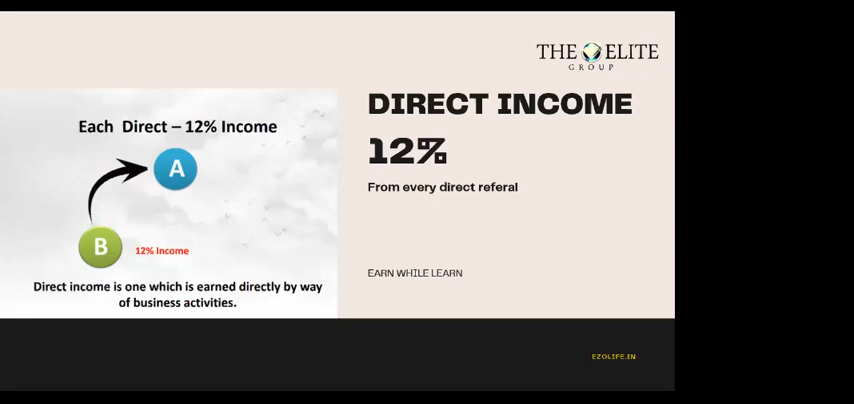 THE ELITE
GROUP
Each Direct – 12% Income
A
B
12% Income
Direct income is one which is earned directly by way
of business activities.
DIRECT INCOME
12%
From every direct referal
EARN WHILE LEARN
EZOLIFE.IN